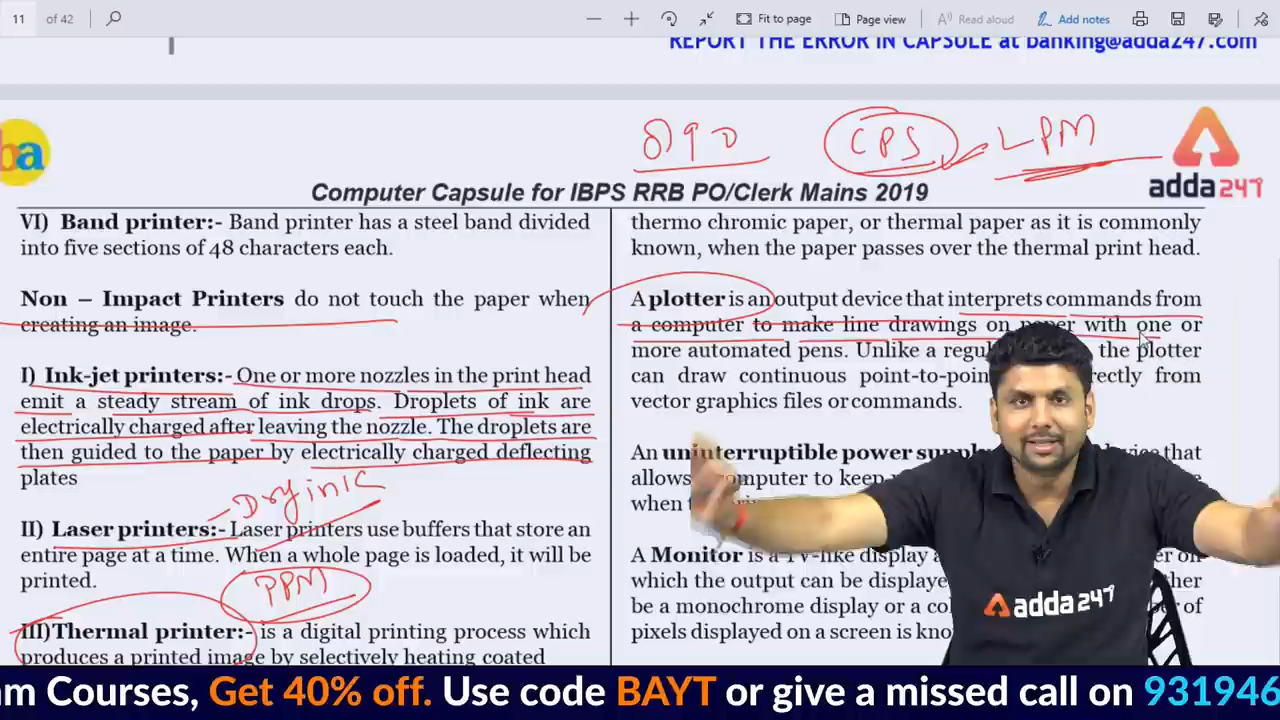 11 of 42
Fit to page
Page view
Read aloud
Add notes
REPORT THE ERROR IN CAPSULE at banking@adda247.com
ba
CPS
LPM
adda247
Computer Capsule for IBPS RRB PO/Clerk Mains 2019
VI) Band printer:- Band printer has a steel band divided
into five sections of 48 characters each.
Non – Impact Printers do not touch the paper when
creating an image.
I) Ink-jet printers:- One or more nozzles in the print head
emit a steady stream of ink drops. Droplets of ink are
electrically charged after leaving the nozzle. The droplets are
then guided to the paper by electrically charged deflecting
plates
Dry ink
II) Laser printers:- Laser printers use buffers that store an
entire page at a time. When a whole page is loaded, it will be
printed.
PPM
III)Thermal printer:- is a digital printing process which
produces a printed image by selectively heating coated
thermo chromic paper, or thermal paper as it is commonly
known, when the paper passes over the thermal print head.
A plotter is an output device that interprets commands from
a computer to make line drawings on paper with one or
more automated pens. Unlike a the plotter
can draw continuous from
vector graphics files or commands.
An uninterruptible power that
allows computer to keep
when
A Monitor is a TV-like display on
which the output can be
be a monochrome display or a of
pixels displayed on a screen is
adda247
am Courses, Get 40% off. Use code BAYT or give a missed call on 931946